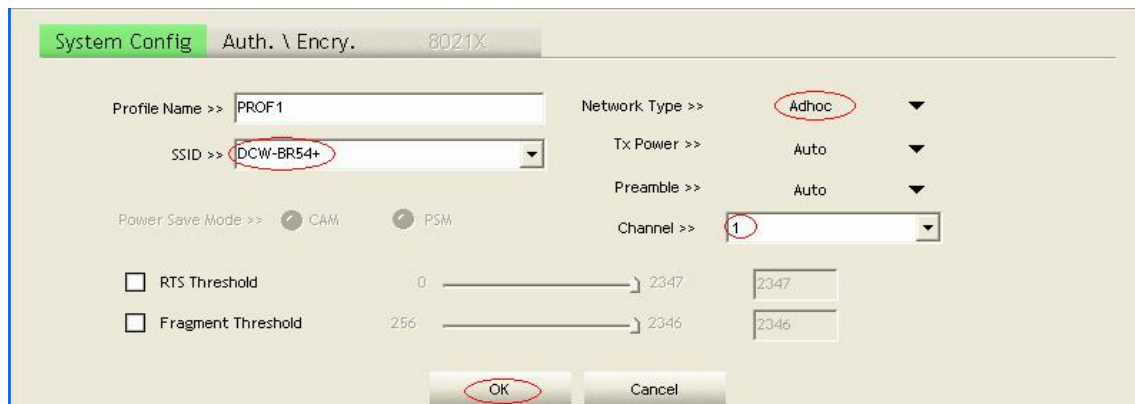 System Config Auth. \ Encry. 8021X
Profile Name >> PROF1 Network Type >> Adhoc
SSID >> DCW-BR54+ Tx Power >> Auto
Preamble >> Auto
Power Save Mode >> CAM PSM Channel >> 1
RTS Threshold 0 2347 2347
Fragment Threshold 256 2346 2346
OK Cancel